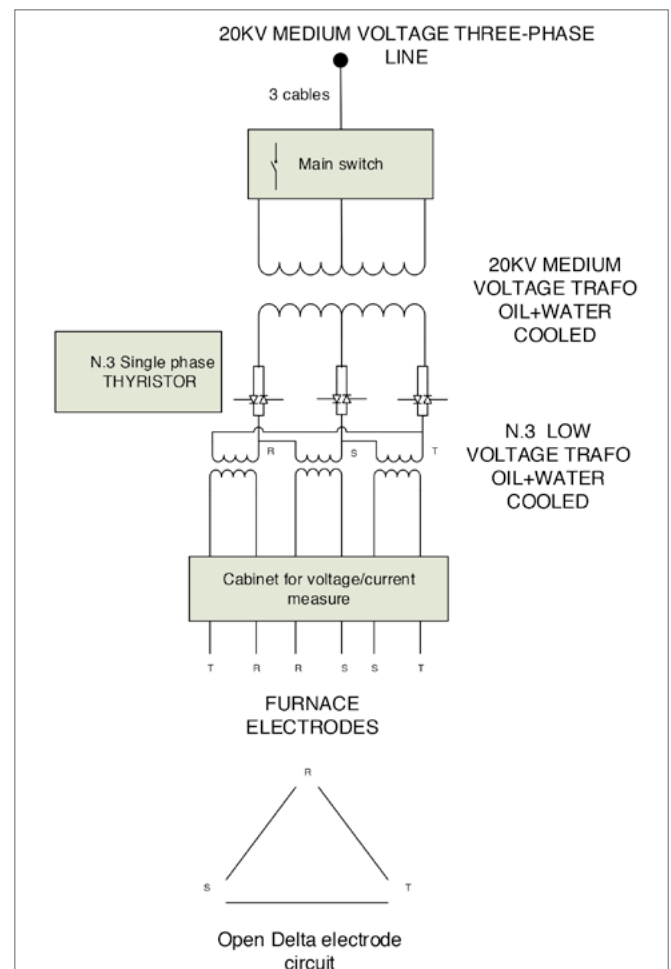 20KV MEDIUM VOLTAGE THREE-PHASE
LINE
3 cables
Main switch
20KV MEDIUM
VOLTAGE TRAFO
OIL+WATER
COOLED
N.3 Single phase
THYRISTOR
R
S
T
N.3 LOW
VOLTAGE TRAFO
OIL+WATER
COOLED
Cabinet for voltage/current
measure
T R R S S T
FURNACE
ELECTRODES
R
S
T
Open Delta electrode
circuit